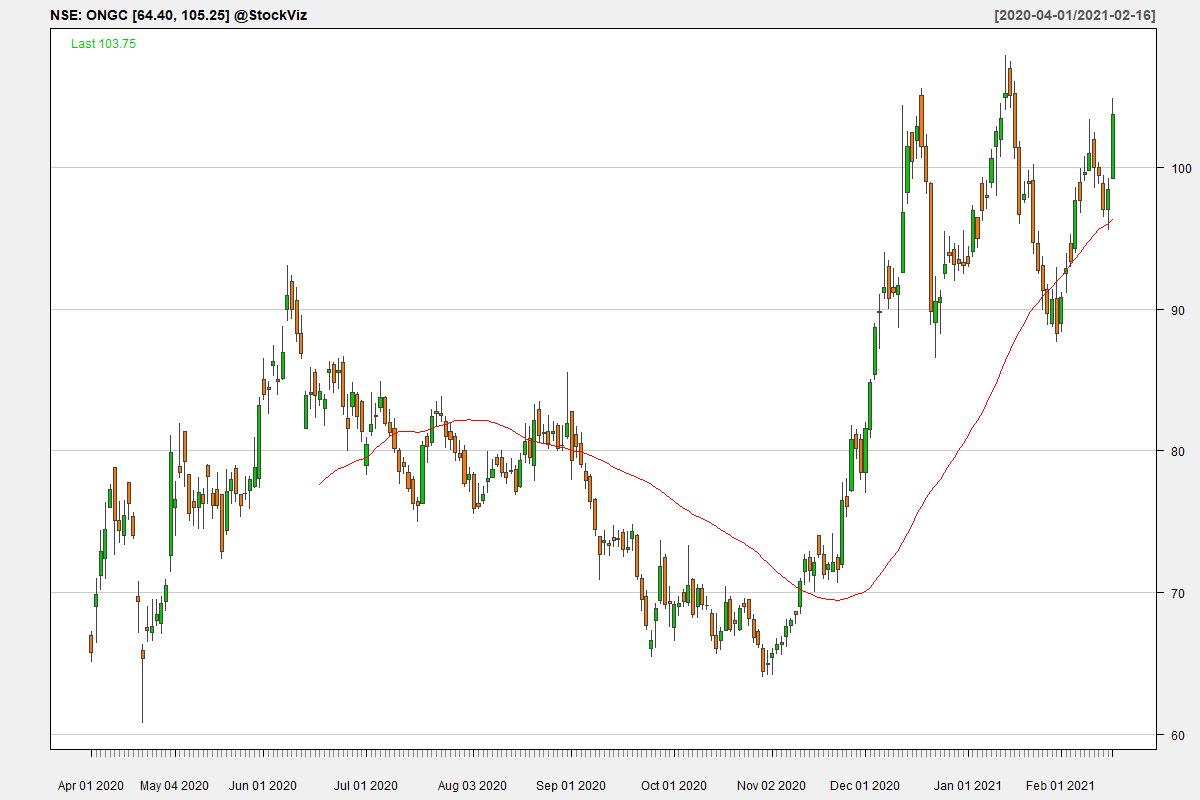 NSE: ONGC [64.40, 105.25] @StockViz
[2020-04-01/2021-02-16]
Last 103.75
100
90
80
70
60
Apr 01 2020 May 04 2020 Jun 01 2020 Jul 01 2020 Aug 03 2020 Sep 01 2020 Oct 01 2020 Nov 02 2020 Dec 01 2020 Jan 01 2021 Feb 01 2021